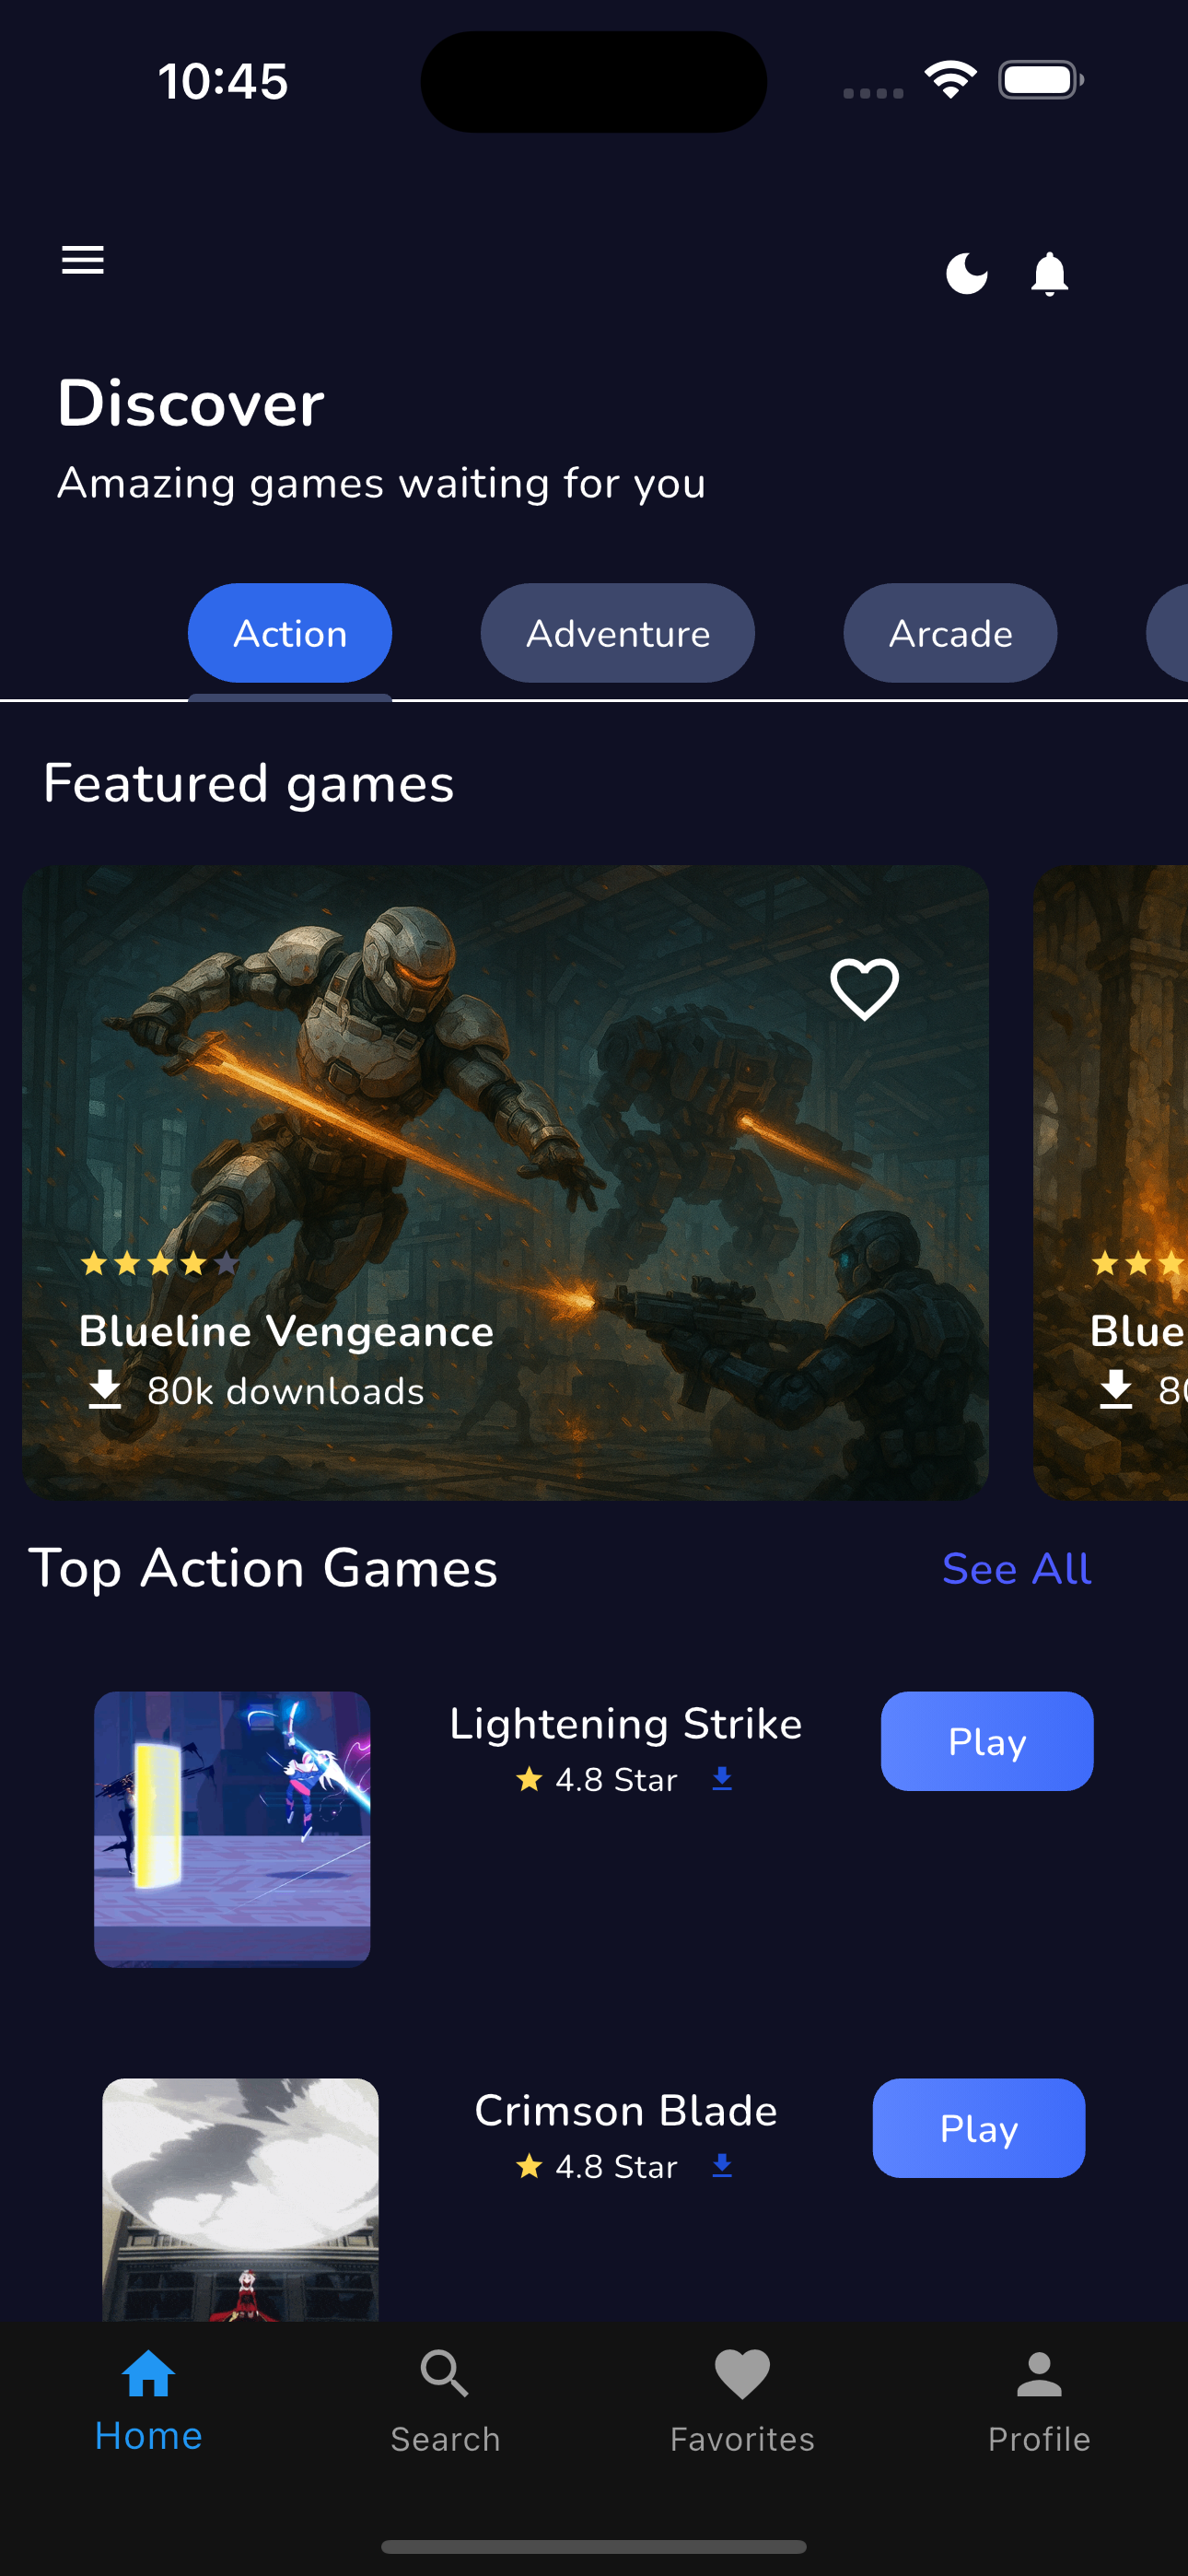 10:45
Discover
Amazing games waiting for you
Action
Adventure
Arcade
Featured games
Blueline Vengeance
80k downloads
Blue
80
Top Action Games
See All
Lightening Strike
4.8 Star
Play
Crimson Blade
4.8 Star
Play
Home
Search
Favorites
Profile